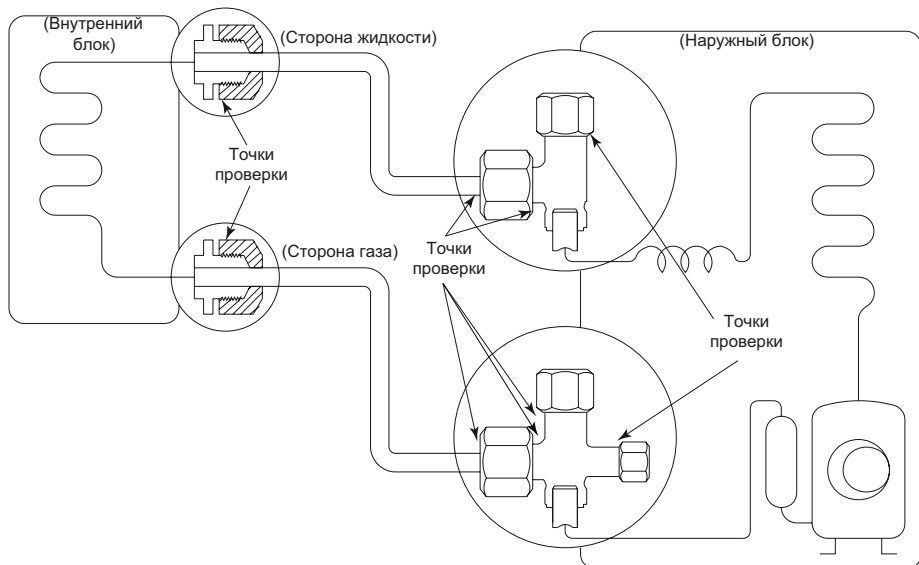 (Внутренний
блок)
(Сторона жидкости)
(Наружный блок)
Точки
проверки
(Сторона газа)
Точки
проверки
Точки
проверки